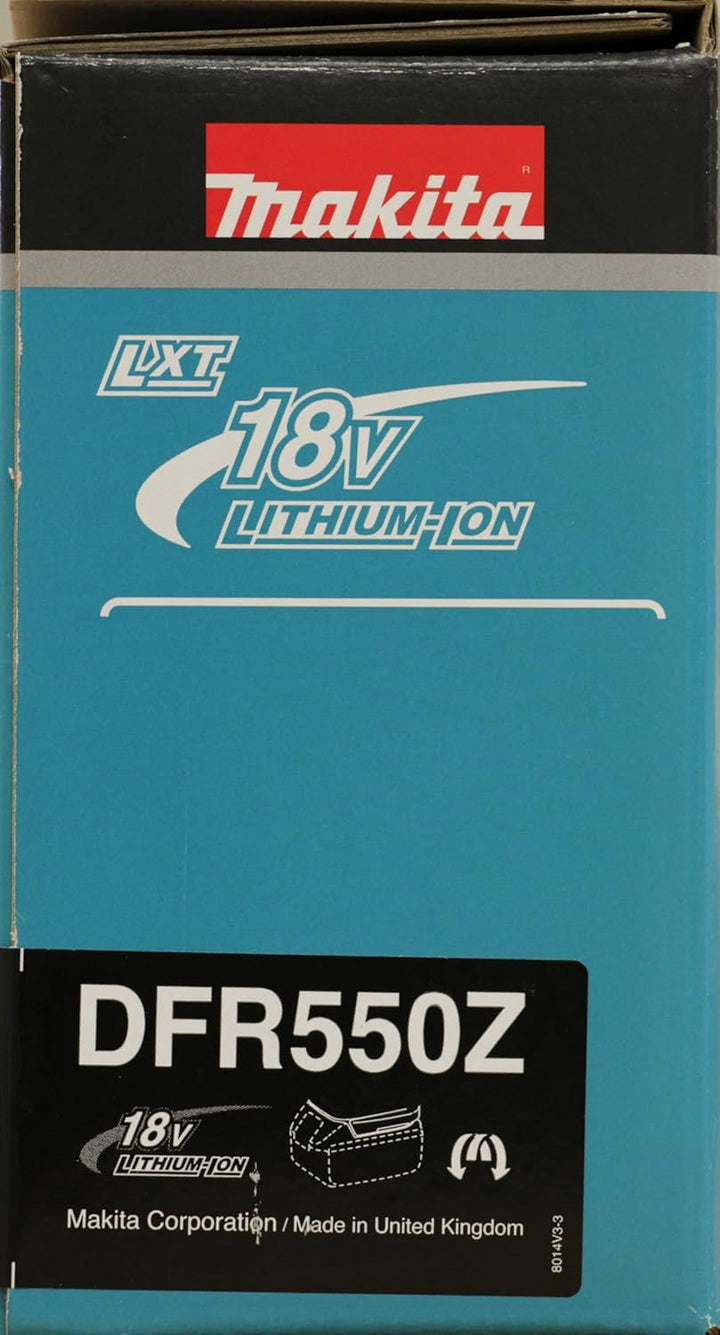 makita®
LXT
18V
LITHIUM-ION
DFR550Z
18V
LITHIUM-ION
Makita Corporation / Made in United Kingdom
8014V3-3